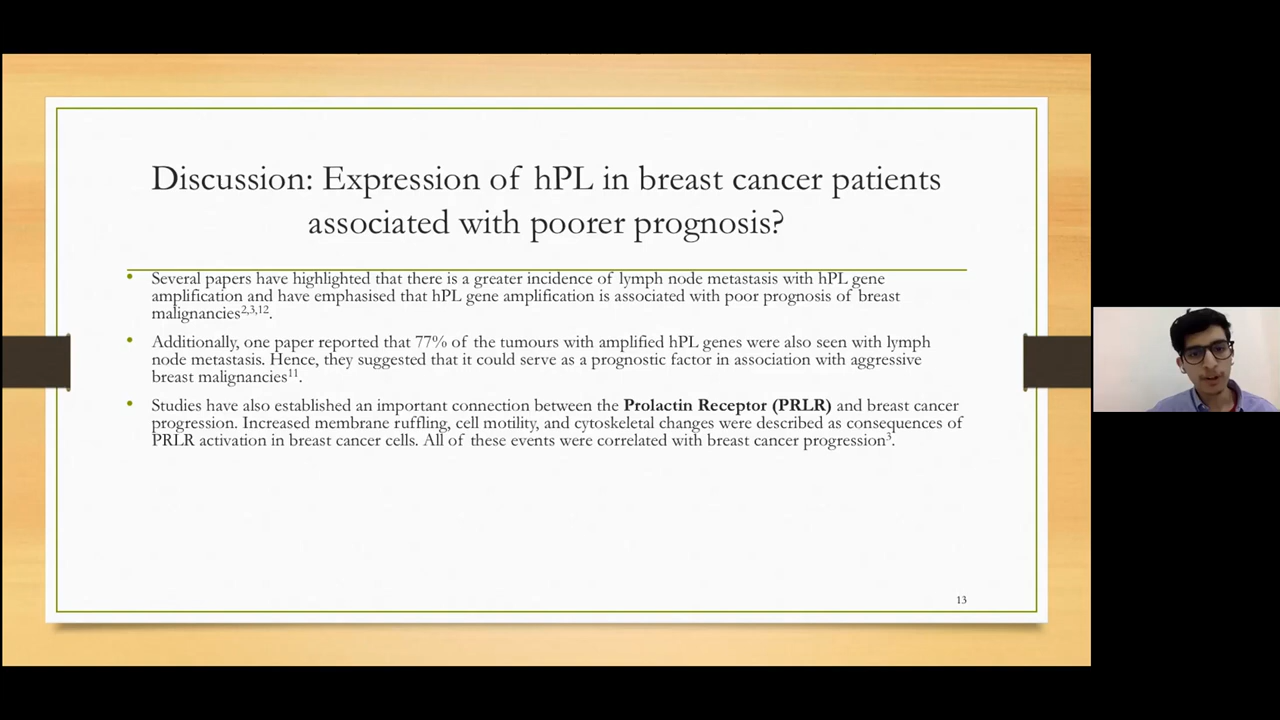 Discussion: Expression of hPL in breast cancer patients
associated with poorer prognosis?
• Several papers have highlighted that there is a greater incidence of lymph node metastasis with hPL gene
amplification and have emphasised that hPL gene amplification is associated with poor prognosis of breast
malignancies2,3,12.
• Additionally, one paper reported that 77% of the tumours with amplified hPL genes were also seen with lymph
node metastasis. Hence, they suggested that it could serve as a prognostic factor in association with aggressive
breast malignancies11.
• Studies have also established an important connection between the Prolactin Receptor (PRLR) and breast cancer
progression. Increased membrane ruffling, cell motility, and cytoskeletal changes were described as consequences of
PRLR activation in breast cancer cells. All of these events were correlated with breast cancer progression3.
13